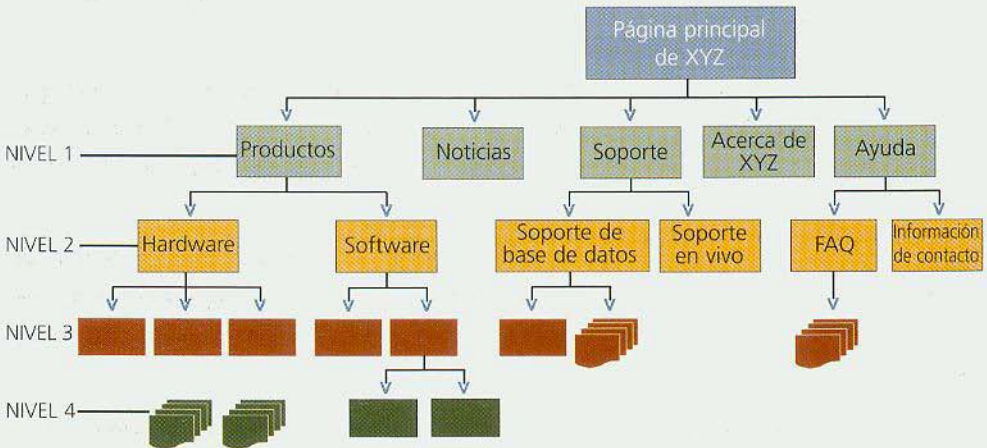 Página principal
de XYZ
NIVEL 1
Productos
Noticias
Soporte
Acerca de
XYZ
Ayuda
NIVEL 2
Hardware
Software
Soporte de
base de datos
Soporte
en vivo
FAQ
Información
de contacto
NIVEL 3
NIVEL 4